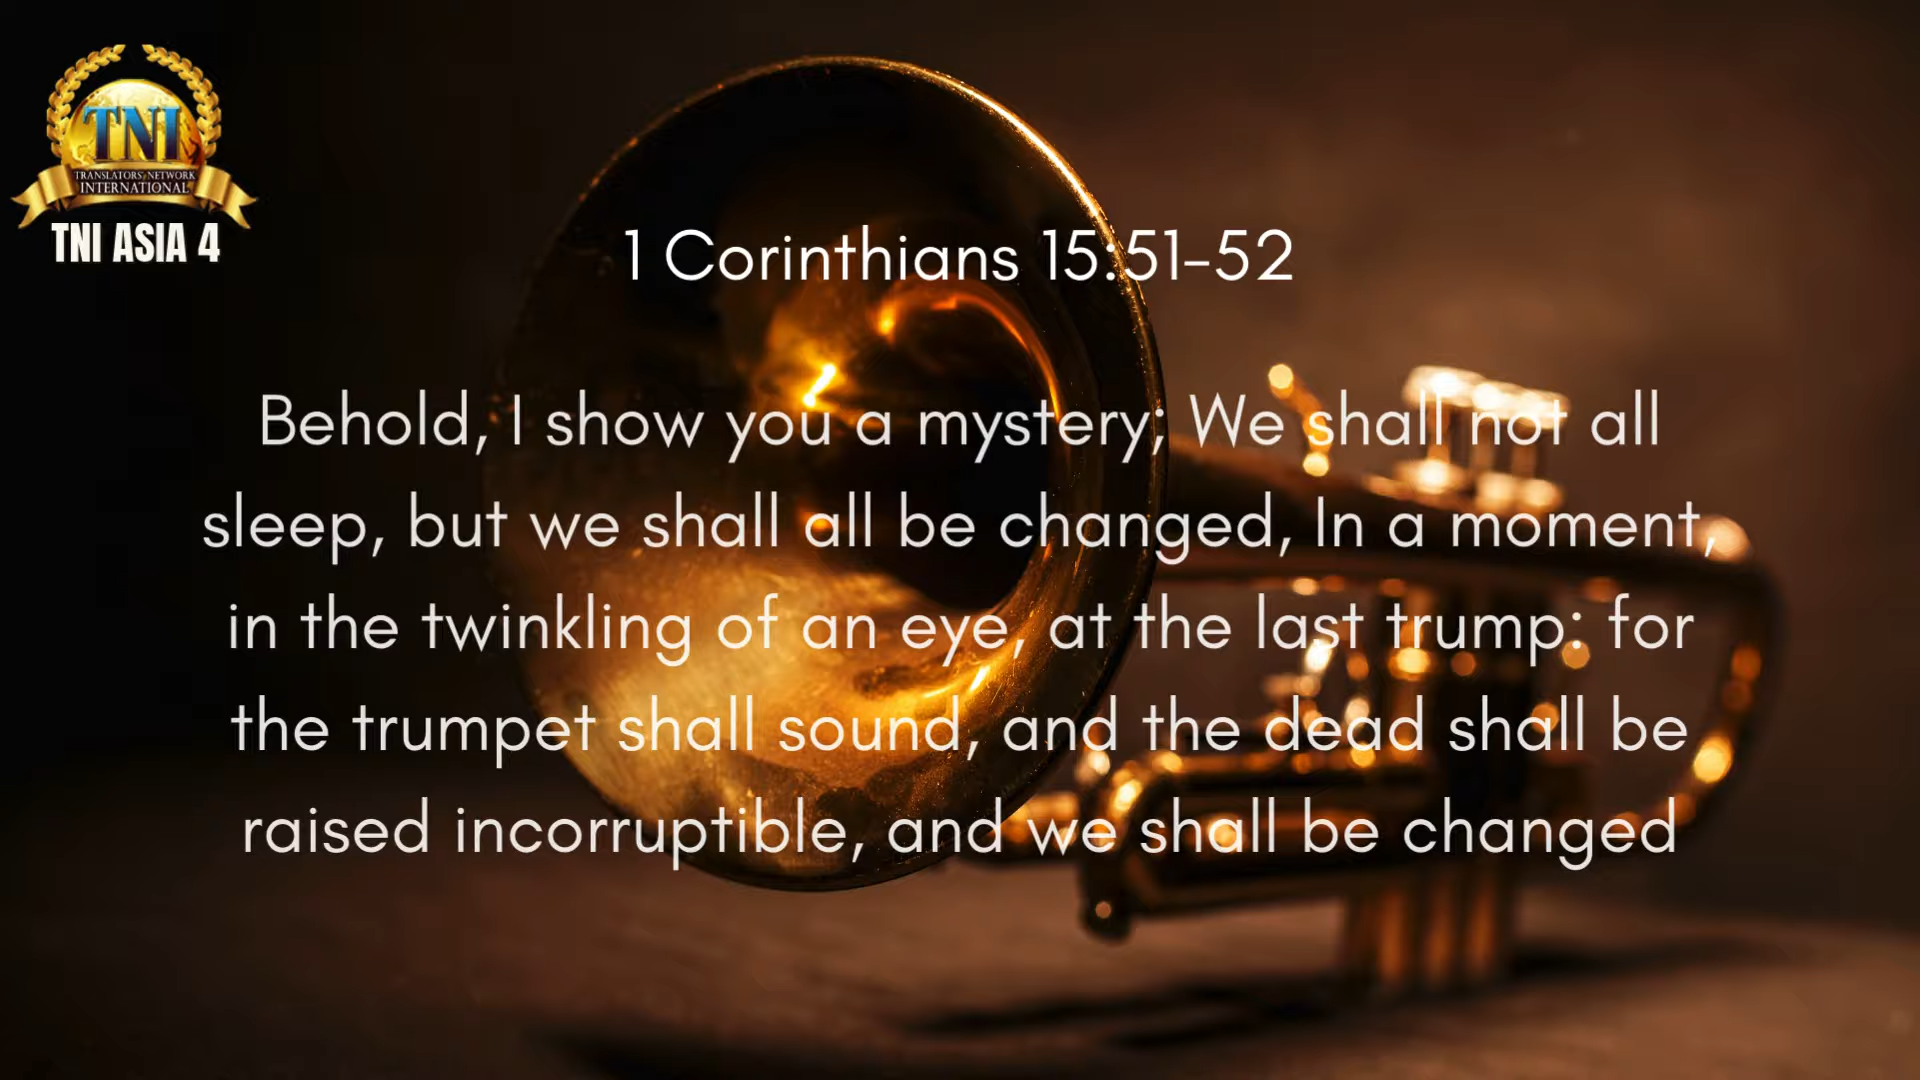 TNI
TRANSLATORS' NETWORK
INTERNATIONAL
TNI ASIA 4
1 Corinthians 15:51-52
Behold, I show you a mystery; We shall not all
sleep, but we shall all be changed, In a moment,
in the twinkling of an eye, at the last trump: for
the trumpet shall sound, and the dead shall be
raised incorruptible, and we shall be changed